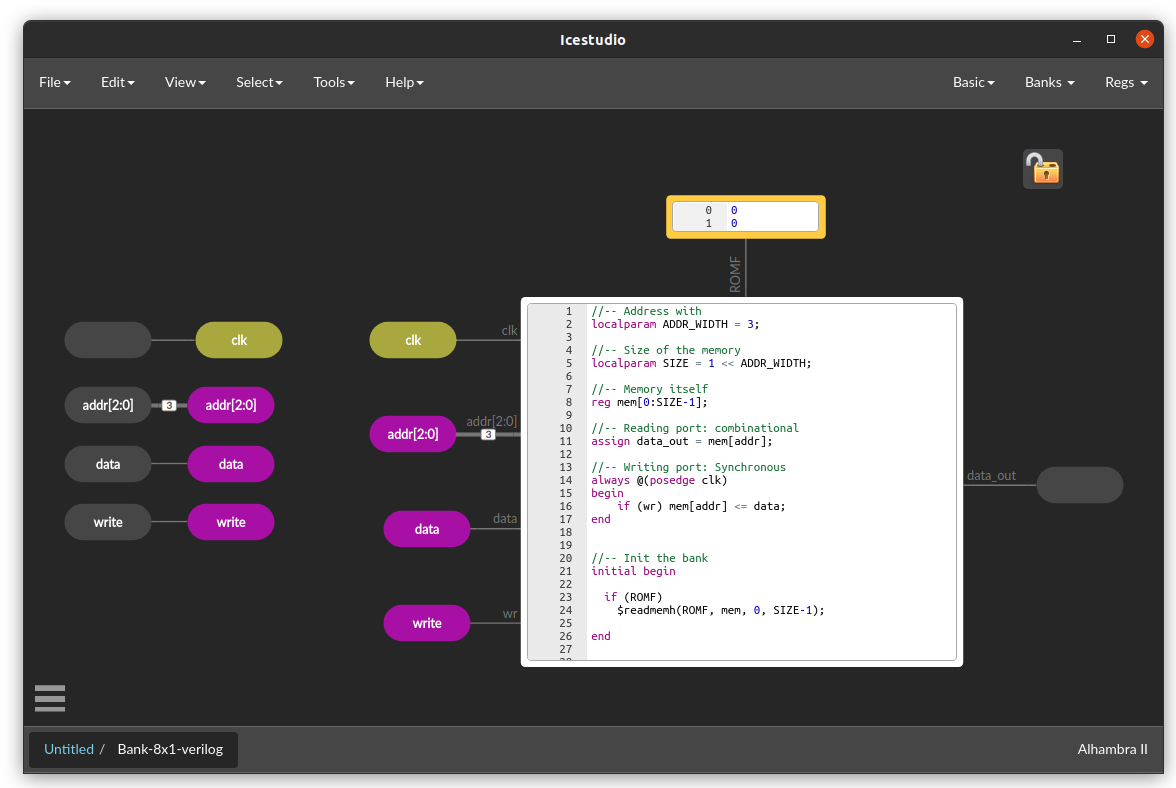 Icestudio
File Edit View Select Tools Help Basic Banks Regs
0 0
1 0
ROMF
clk
addr[2:0] 3 addr[2:0]
data data
write write
clk clk
addr[2:0] 3 addr[2:0]
data data
write wr
1 //-- Address with
2 localparam ADDR_WIDTH = 3;
3
4 //-- Size of the memory
5 localparam SIZE = 1 << ADDR_WIDTH;
6
7 //-- Memory itself
8 reg mem[0:SIZE-1];
9
10 //-- Reading port: combinational
11 assign data_out = mem[addr];
12
13 //-- Writing port: Synchronous
14 always @(posedge clk)
15 begin
16 if (wr) mem[addr] <= data;
17 end
18
19
20 //-- Init the bank
21 initial begin
22
23 if (ROMF)
24 $readmemh(ROMF, mem, 0, SIZE-1);
25
26 end
27
data_out
Untitled / Bank-8x1-verilog
Alhambra II